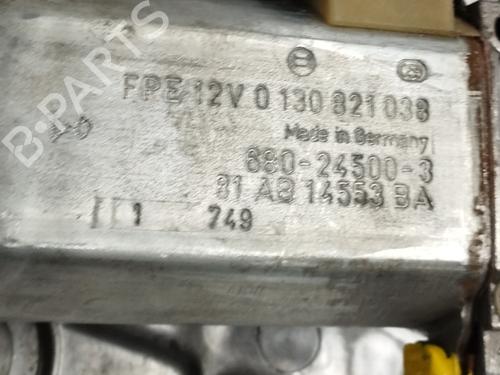 FPE 12V 0 130 821 038
Made in Germany
680-24500-3
81 AB 14553 BA
1 749
B-PARTS